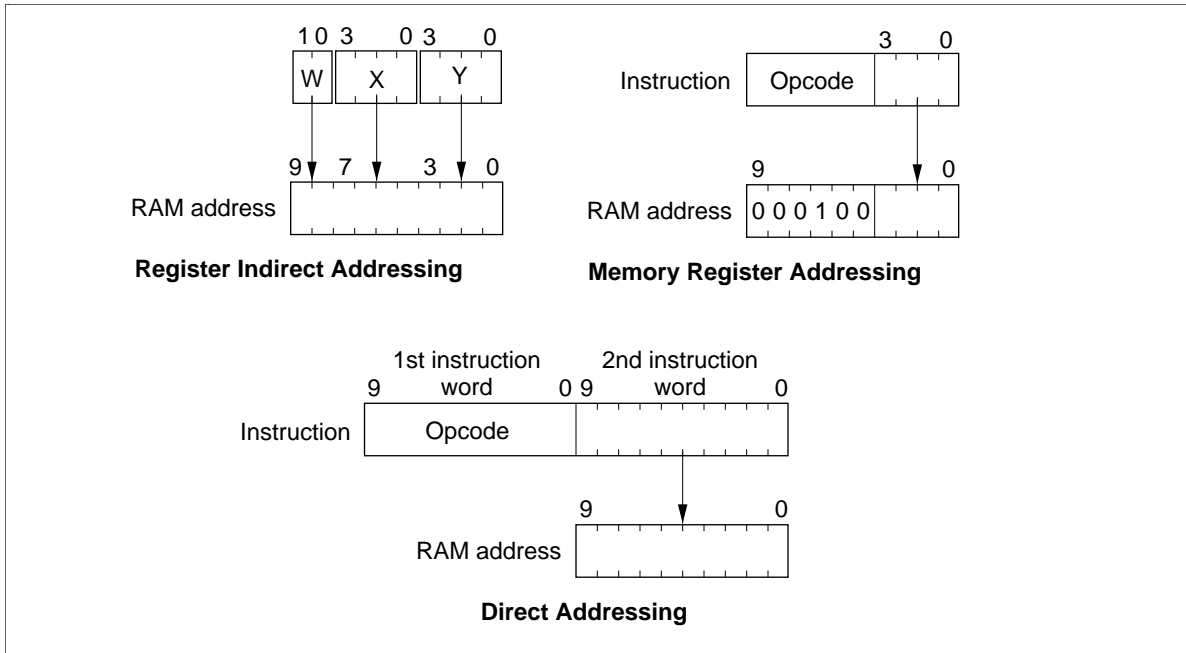 1 0 3 0 3 0
W X Y
9 7 3 0
RAM address
Register Indirect Addressing
3 0
Instruction Opcode
9 0
RAM address 0 0 0 1 0 0
Memory Register Addressing
1st instruction word
2nd instruction word
9 0 9 0
Instruction Opcode
9 0
RAM address
Direct Addressing